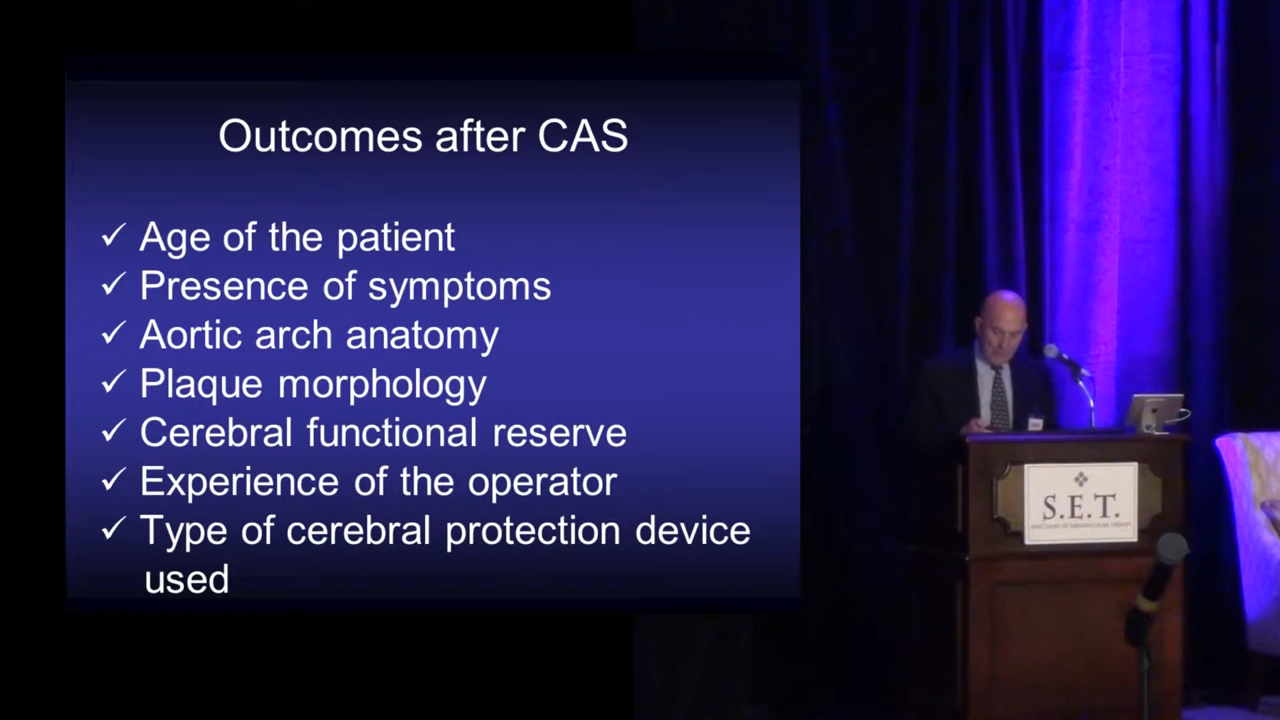 Outcomes after CAS
✓ Age of the patient
✓ Presence of symptoms
✓ Aortic arch anatomy
✓ Plaque morphology
✓ Cerebral functional reserve
✓ Experience of the operator
✓ Type of cerebral protection device
used
S.E.T.